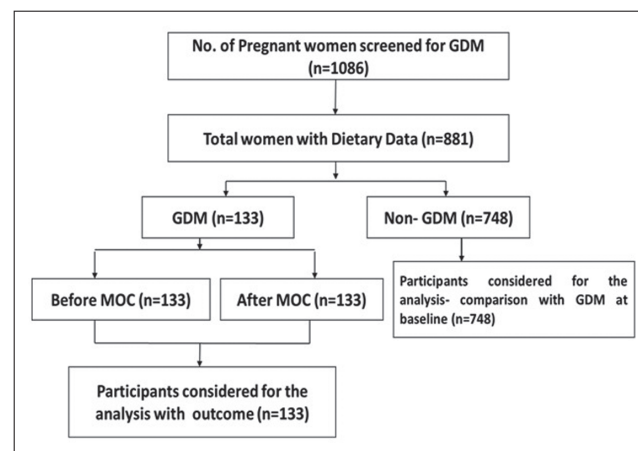 No. of Pregnant women screened for GDM
(n=1086)
Total women with Dietary Data (n=881)
GDM (n=133)
Non- GDM (n=748)
Before MOC (n=133)
After MOC (n=133)
Participants considered for the
analysis- comparison with GDM at
baseline (n=748)
Participants considered for the
analysis with outcome (n=133)